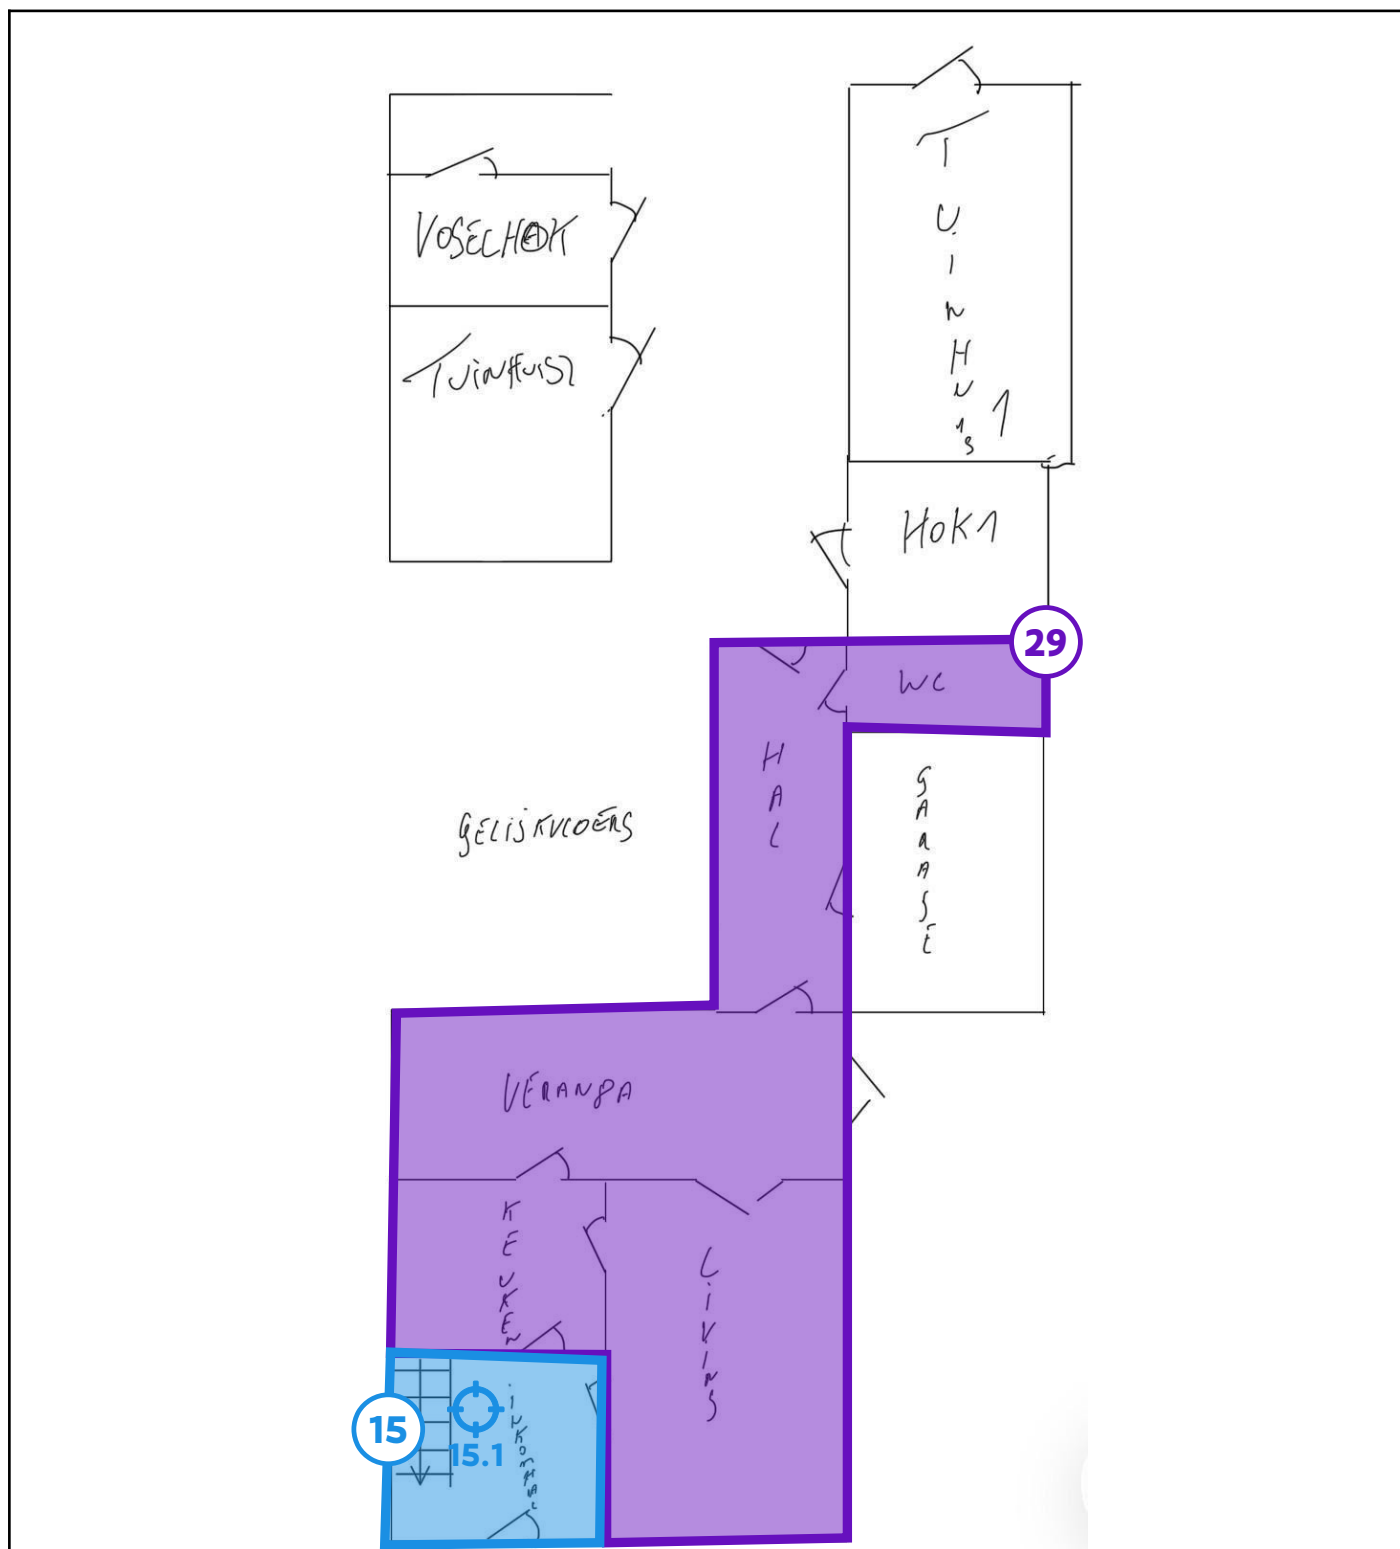 VOGELHOK
TUINHUIS2
TUINHUIS 1
HOK1
29
WC
HAL
GARAGE
GELIJKVLOERS
VERANDA
KEUKEN
LIVING
15
15.1
INKOMHAL